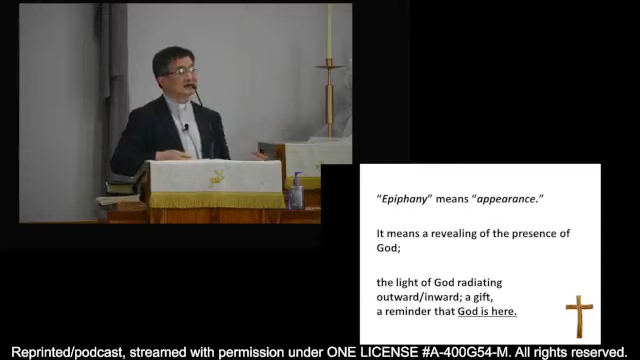 “Epiphany” means “appearance.”
It means a revealing of the presence of
God;
the light of God radiating
outward/inward; a gift,
a reminder that God is here.
Reprinted/podcast, streamed with permission under ONE LICENSE #A-400G54-M. All rights reserved.